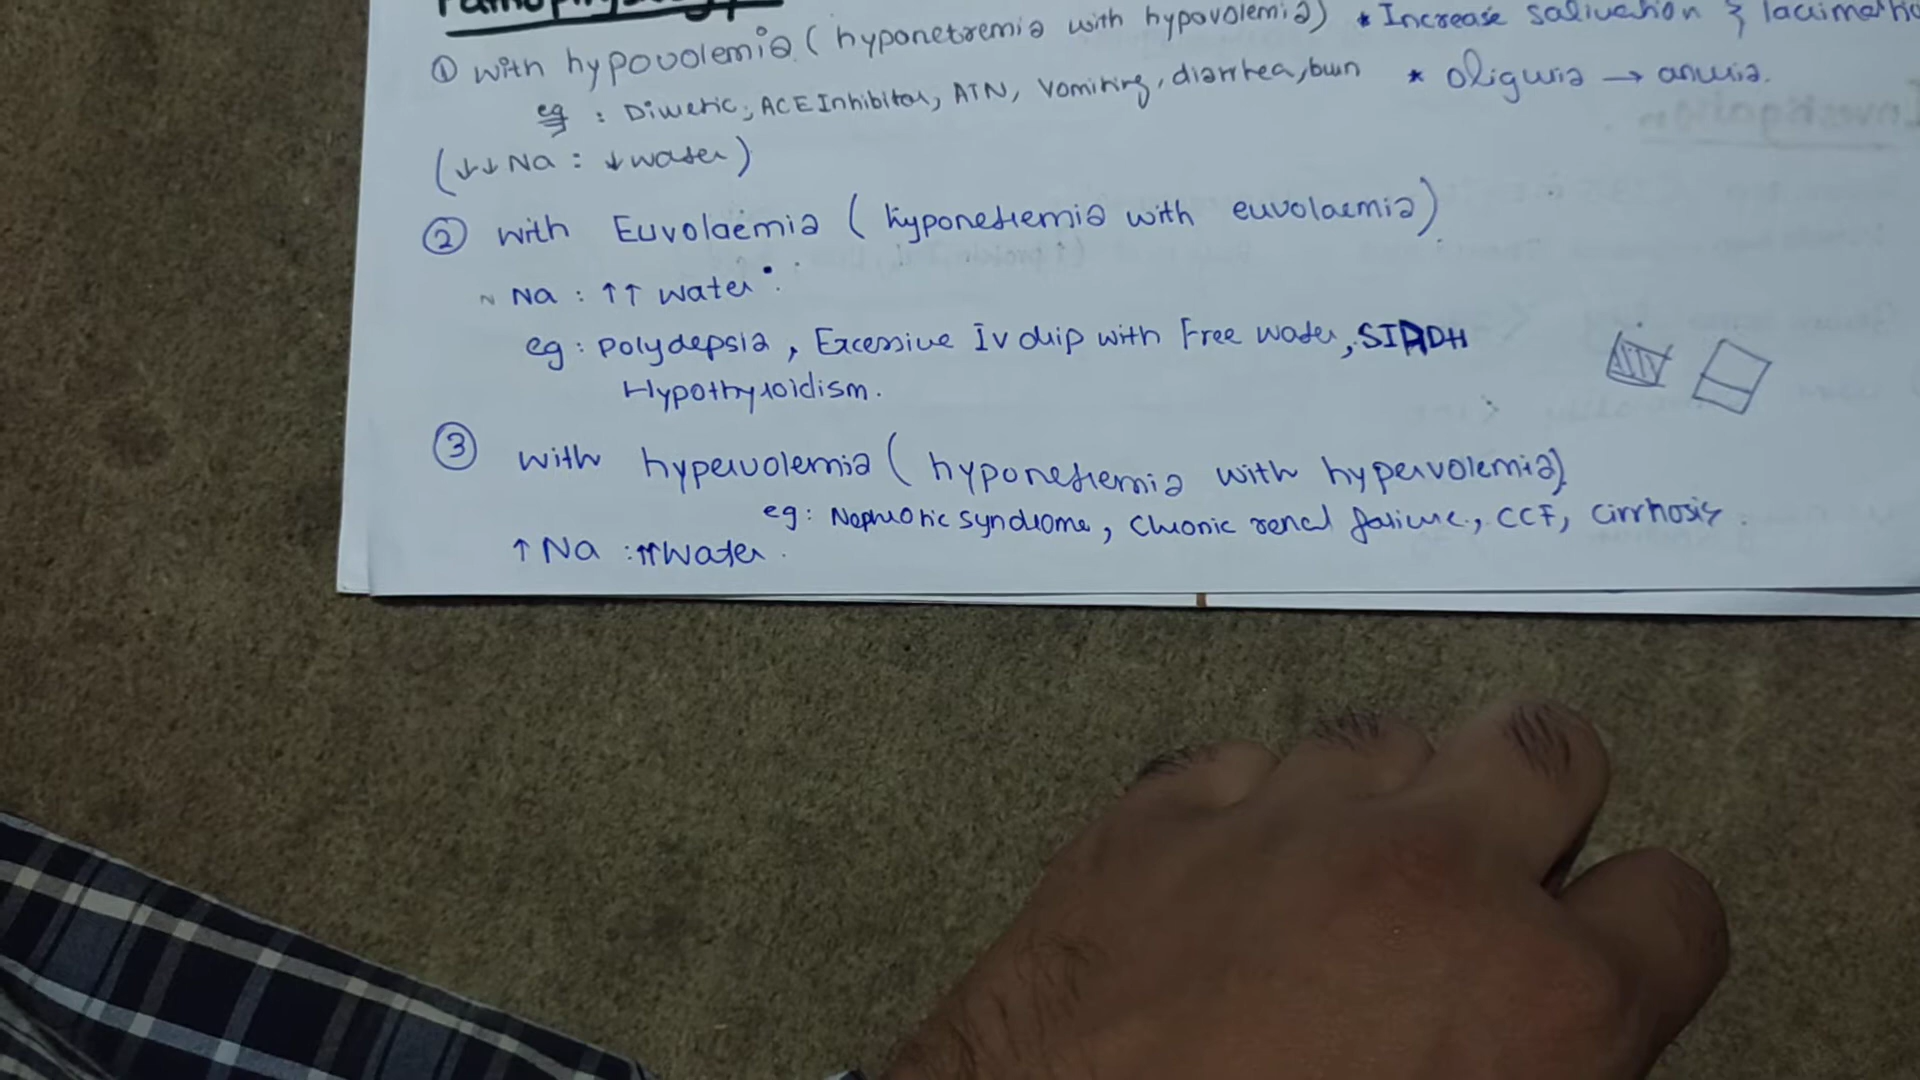 Pathophysiology
① with hypovolemia (hyponetremia with hypovolemia) * Increase salivation & lacrimatio
eg : Diuretic, ACE Inhibitor, ATN, Vomiting, diarrhea, burn * oliguria → anuria.
(↓↓ Na : ↓ water)
② with Euvolaemia (hyponetremia with euvolaemia)
~ Na : ↑↑ water
eg : polydepsia, Excessive Iv drip with Free water, SIADH
Hypothyroidism.
③ with hypervolemia (hyponetremia with hypervolemia)
eg : Nephrotic syndrome, Chronic renal failure, CCF, cirrhosis.
↑ Na : ↑↑ water.